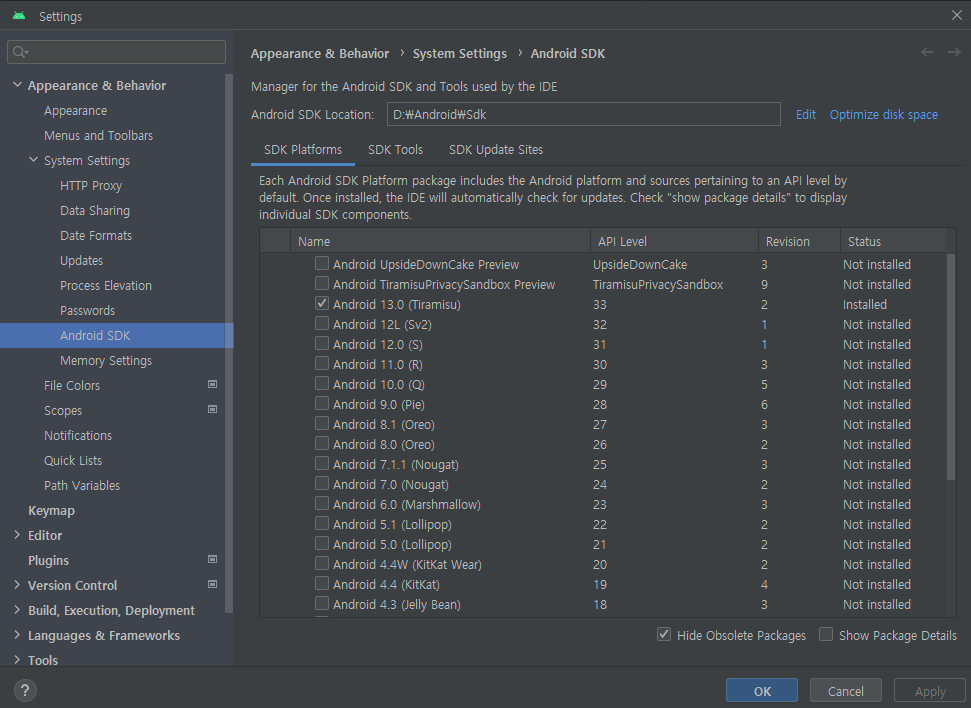 Settings
Appearance & Behavior
Appearance
Menus and Toolbars
System Settings
HTTP Proxy
Data Sharing
Date Formats
Updates
Process Elevation
Passwords
Android SDK
Memory Settings
File Colors
Scopes
Notifications
Quick Lists
Path Variables
Keymap
Editor
Plugins
Version Control
Build, Execution, Deployment
Languages & Frameworks
Tools
Appearance & Behavior › System Settings › Android SDK
Manager for the Android SDK and Tools used by the IDE
Android SDK Location: D:₩Android₩Sdk Edit Optimize disk space
SDK Platforms SDK Tools SDK Update Sites
Each Android SDK Platform package includes the Android platform and sources pertaining to an API level by
default. Once installed, the IDE will automatically check for updates. Check "show package details" to display
individual SDK components.
Name API Level Revision Status
Android UpsideDownCake Preview UpsideDownCake 3 Not installed
Android TiramisuPrivacySandbox Preview TiramisuPrivacySandbox 9 Not installed
Android 13.0 (Tiramisu) 33 2 Installed
Android 12L (Sv2) 32 1 Not installed
Android 12.0 (S) 31 1 Not installed
Android 11.0 (R) 30 3 Not installed
Android 10.0 (Q) 29 5 Not installed
Android 9.0 (Pie) 28 6 Not installed
Android 8.1 (Oreo) 27 3 Not installed
Android 8.0 (Oreo) 26 2 Not installed
Android 7.1.1 (Nougat) 25 3 Not installed
Android 7.0 (Nougat) 24 2 Not installed
Android 6.0 (Marshmallow) 23 3 Not installed
Android 5.1 (Lollipop) 22 2 Not installed
Android 5.0 (Lollipop) 21 2 Not installed
Android 4.4W (KitKat Wear) 20 2 Not installed
Android 4.4 (KitKat) 19 4 Not installed
Android 4.3 (Jelly Bean) 18 3 Not installed
Hide Obsolete Packages Show Package Details
? OK Cancel Apply